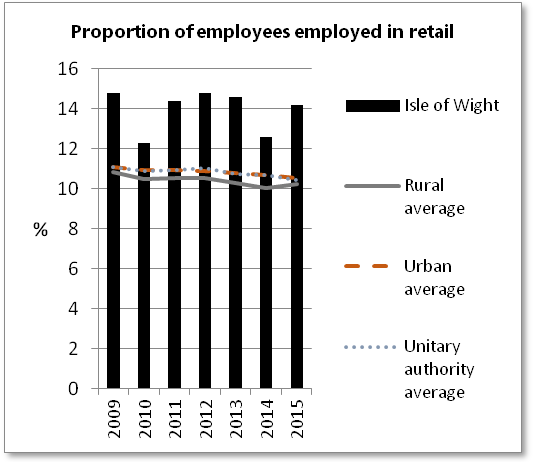 Proportion of employees employed in retail
16
14
12
10
8
6
4
2
0
%
2009
2010
2011
2012
2013
2014
2015
Isle of Wight
Rural
average
Urban
average
Unitary
authority
average